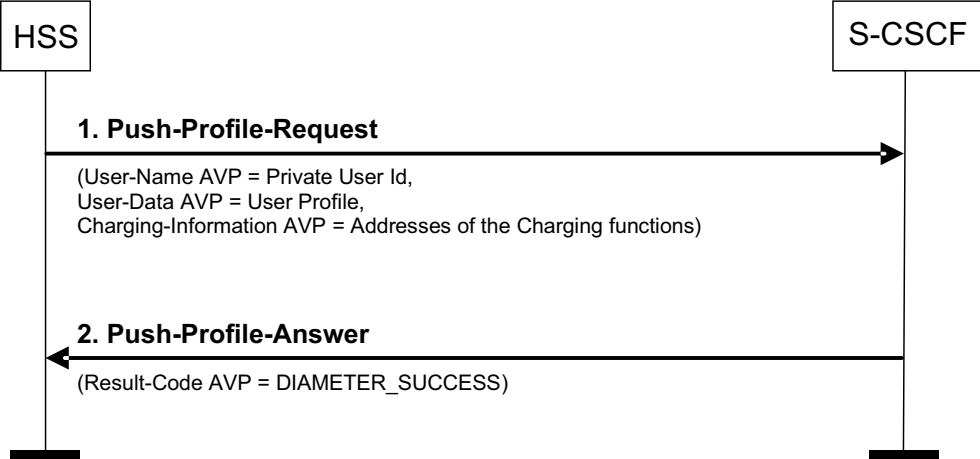 HSS
S-CSCF
1. Push-Profile-Request
(User-Name AVP = Private User Id,
User-Data AVP = User Profile,
Charging-Information AVP = Addresses of the Charging functions)
2. Push-Profile-Answer
(Result-Code AVP = DIAMETER_SUCCESS)